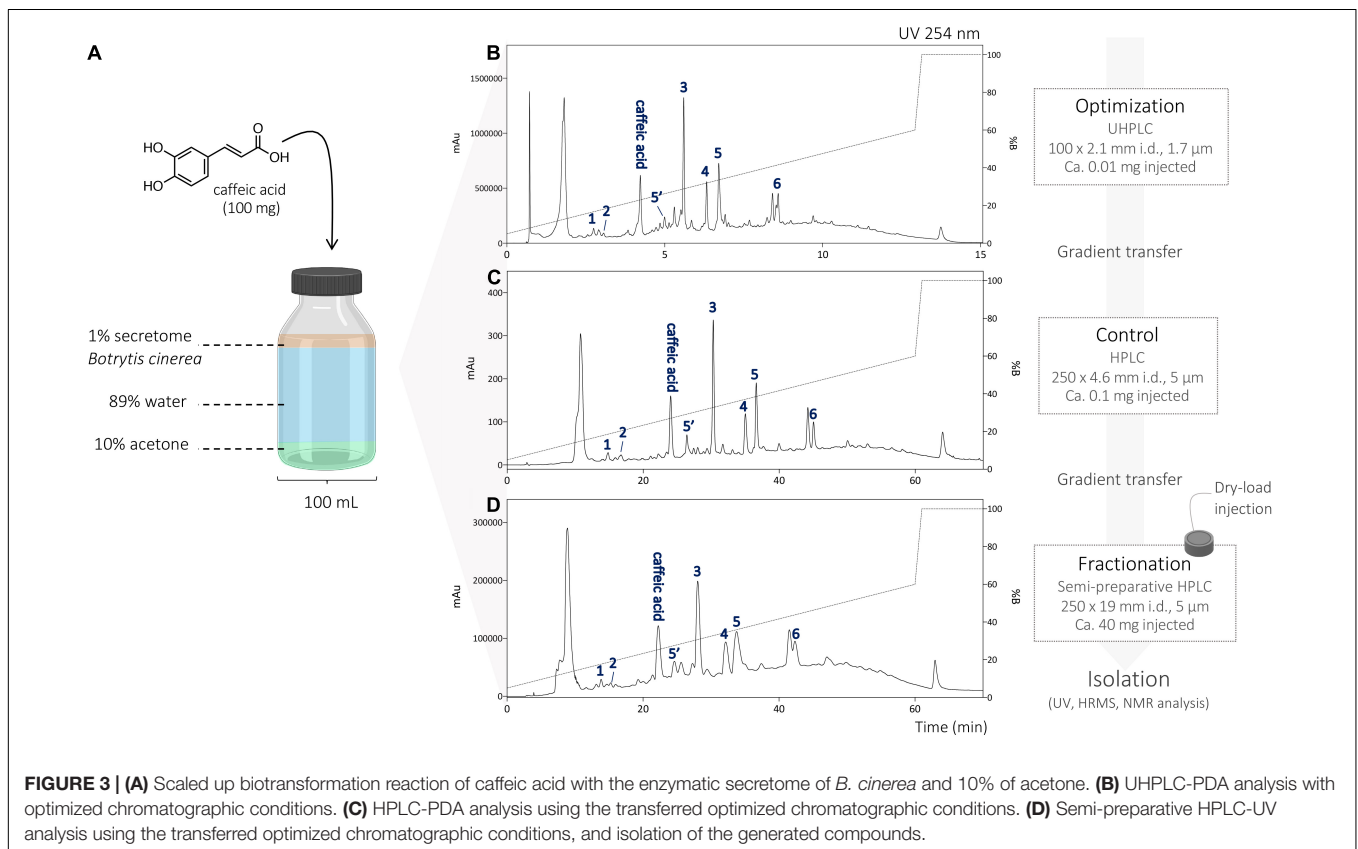 A
HO
HO
O
OH
caffeic acid
(100 mg)
1% secretome
Botrytis cinerea
89% water
10% acetone
100 mL
B
UV 254 nm
mAu
1500000
1000000
500000
0
1
2
caffeic acid
5'
3
4
5
6
100
80
60
40
20
0
%B
0
5
10
15
C
mAu
400
300
200
100
0
1
2
caffeic acid
5'
3
4
5
6
100
80
60
40
20
0
%B
0
20
40
60
D
mAu
300000
200000
100000
0
1
2
caffeic acid
5'
3
4
5
6
100
80
60
40
20
0
%B
0
20
40
60
Time (min)
Optimization
UHPLC
100 x 2.1 mm i.d., 1.7 µm
Ca. 0.01 mg injected
Gradient transfer
Control
HPLC
250 x 4.6 mm i.d., 5 µm
Ca. 0.1 mg injected
Gradient transfer
Dry-load
injection
Fractionation
Semi-preparative HPLC
250 x 19 mm i.d., 5 µm
Ca. 40 mg injected
Isolation
(UV, HRMS, NMR analysis)
FIGURE 3 | (A) Scaled up biotransformation reaction of caffeic acid with the enzymatic secretome of B. cinerea and 10% of acetone. (B) UHPLC-PDA analysis with
optimized chromatographic conditions. (C) HPLC-PDA analysis using the transferred optimized chromatographic conditions. (D) Semi-preparative HPLC-UV
analysis using the transferred optimized chromatographic conditions, and isolation of the generated compounds.